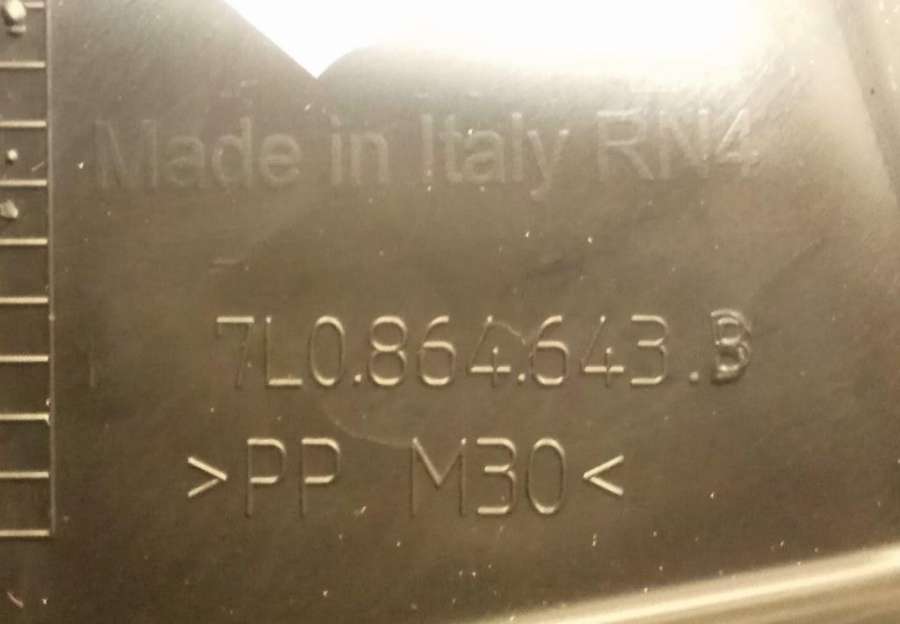 Made in Italy RN4
7L0.864.643.B
>PP M30<